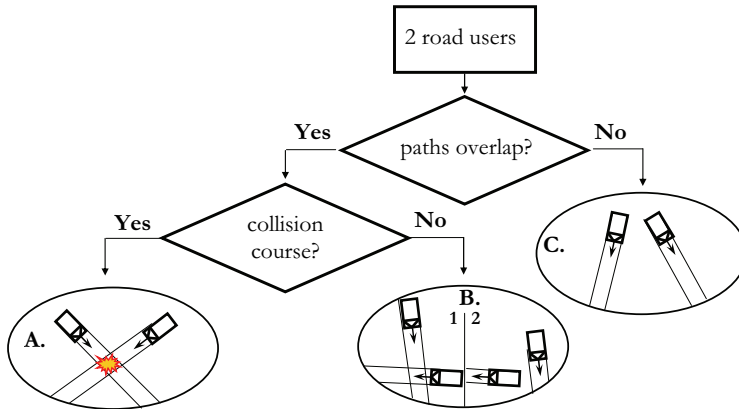 2 road users
Yes
No
paths overlap?
Yes
No
collision
course?
C.
A.
B.
1 2